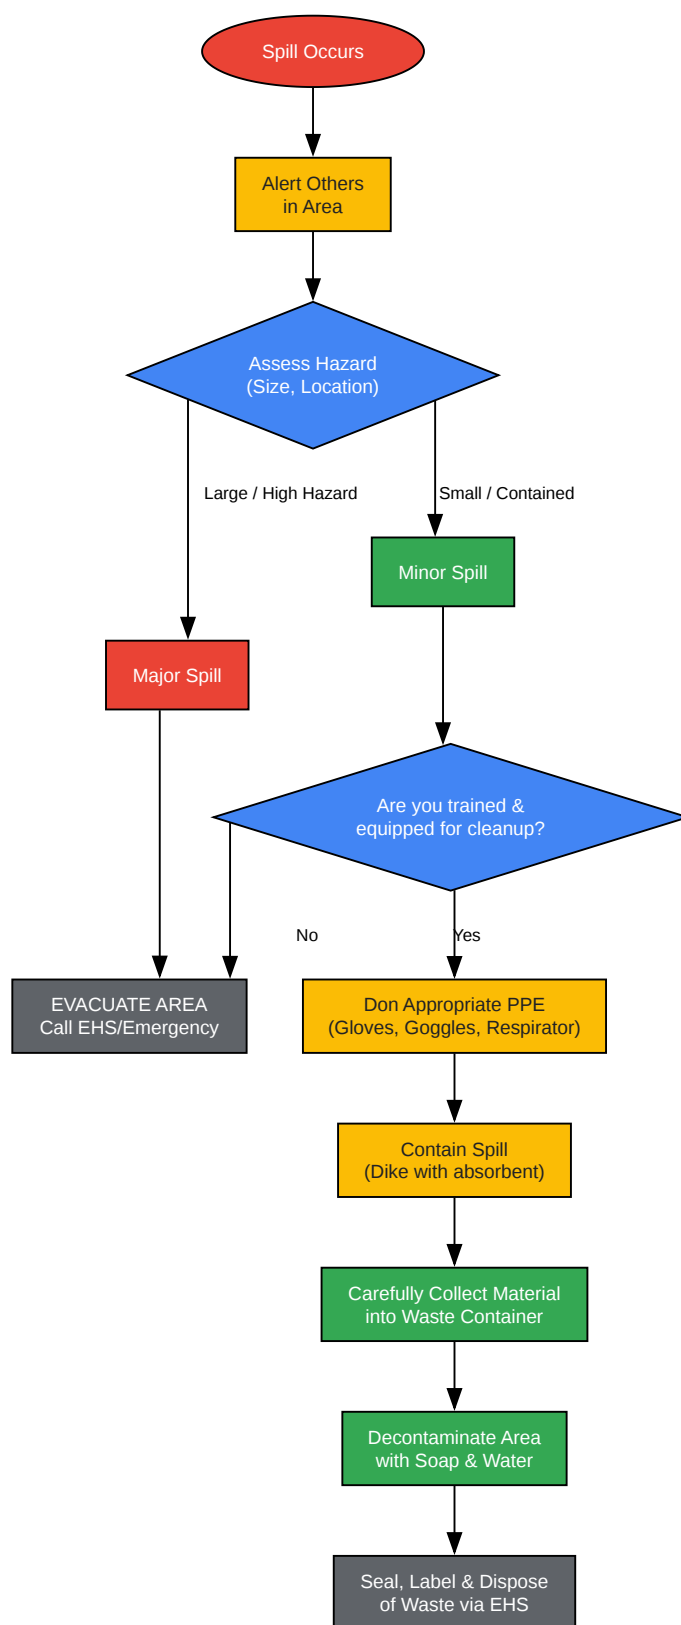 Spill Occurs
Alert Others
in Area
Assess Hazard
(Size, Location)
Large / High Hazard
Small / Contained
Minor Spill
Major Spill
Are you trained &
equipped for cleanup?
No
Yes
EVACUATE AREA
Call EHS/Emergency
Don Appropriate PPE
(Gloves, Goggles, Respirator)
Contain Spill
(Dike with absorbent)
Carefully Collect Material
into Waste Container
Decontaminate Area
with Soap & Water
Seal, Label & Dispose
of Waste via EHS